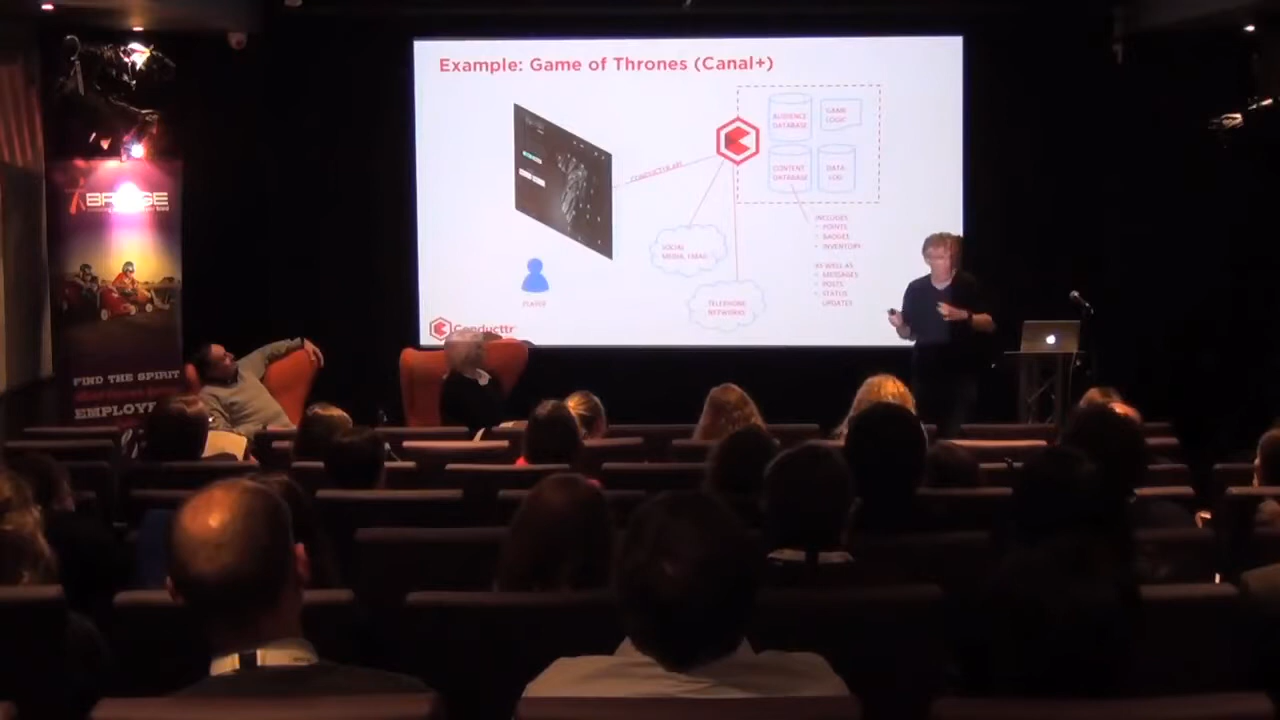 Example: Game of Thrones (Canal+)
AUDIENCE
DATABASE
GAME
LOGIC
CONDUCTTR API
CONTENT
DATABASE
DATA
LOG
INCLUDES
• POINTS
• BADGES
• INVENTORY
SOCIAL
MEDIA, EMAIL
AS WELL AS
• MESSAGES
• POSTS
• STATUS
UPDATES
PLAYER
TELEPHONE
NETWORKS
Conducttr
FIND THE SPIRIT